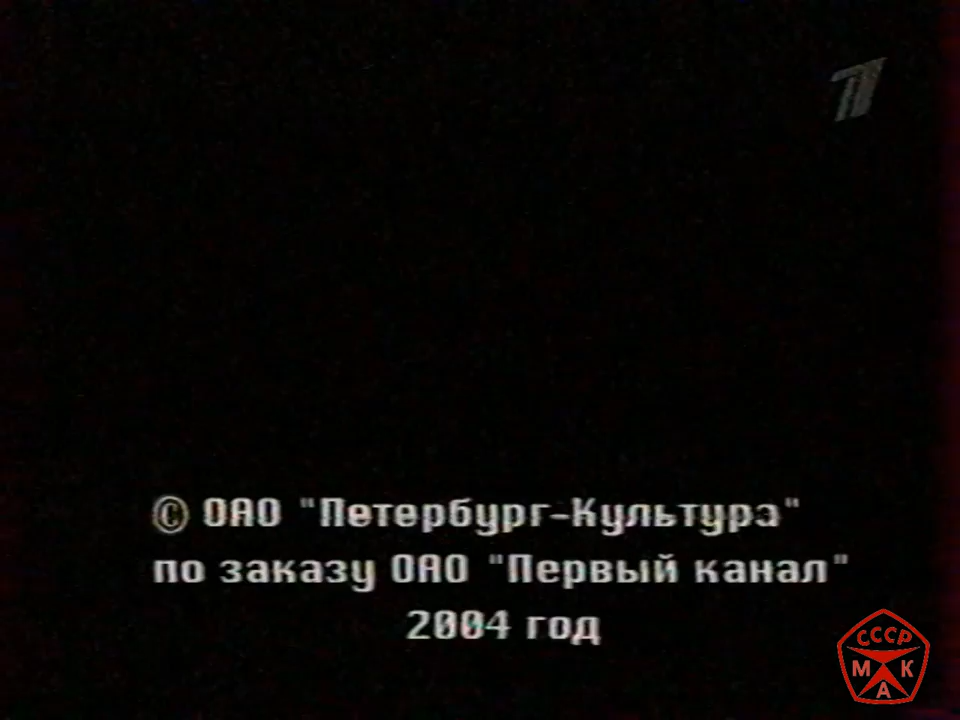 © ОАО "Петербург-Культура"
по заказу ОАО "Первый канал"
2004 год
СССР
М К
А